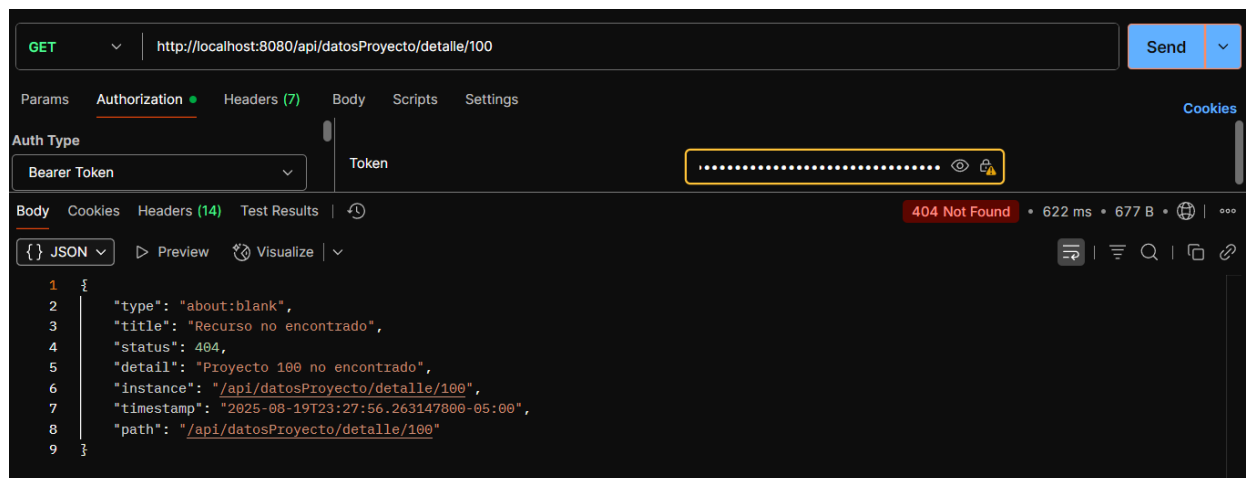 GET http://localhost:8080/api/datosProyecto/detalle/100 Send
Params Authorization Headers (7) Body Scripts Settings Cookies
Auth Type
Bearer Token
Token ••••••••••••••••••••••••••••••••
Body Cookies Headers (14) Test Results 404 Not Found • 622 ms • 677 B •
{} JSON Preview Visualize
1 {
2 "type": "about:blank",
3 "title": "Recurso no encontrado",
4 "status": 404,
5 "detail": "Proyecto 100 no encontrado",
6 "instance": "/api/datosProyecto/detalle/100",
7 "timestamp": "2025-08-19T23:27:56.263147800-05:00",
8 "path": "/api/datosProyecto/detalle/100"
9 }